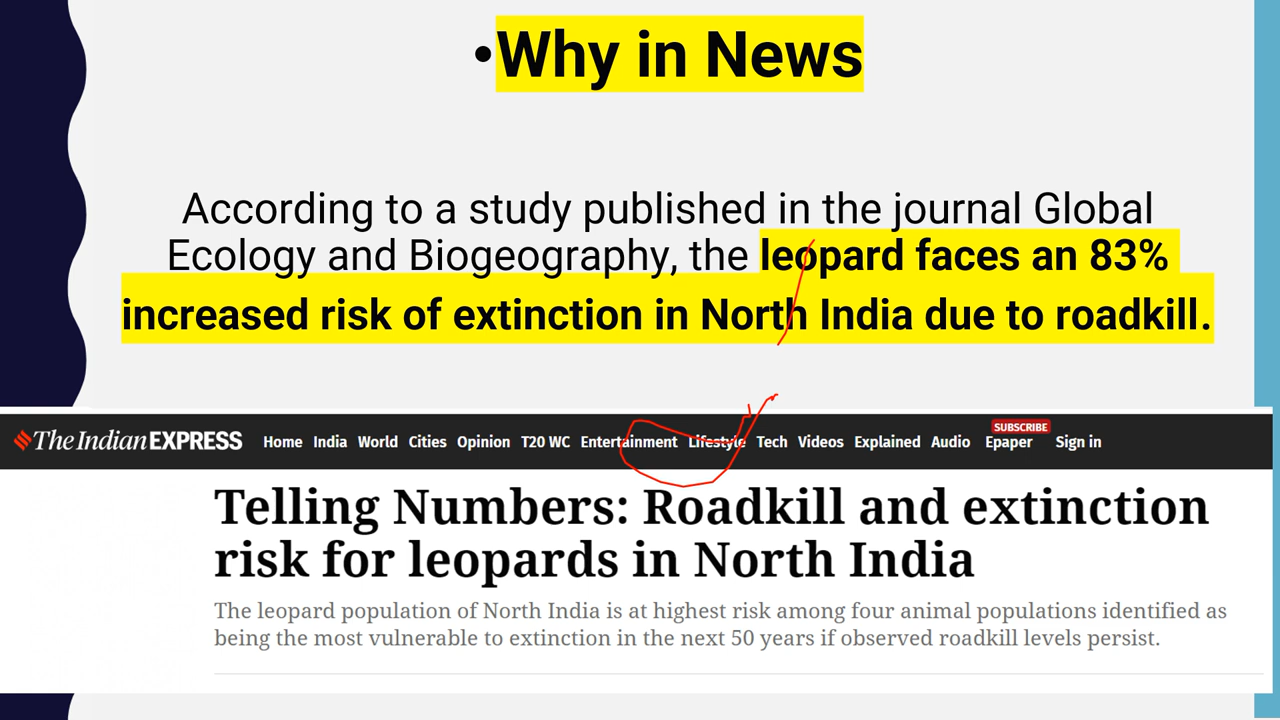 •Why in News
According to a study published in the journal Global
Ecology and Biogeography, the leopard faces an 83%
increased risk of extinction in North India due to roadkill.
The Indian EXPRESS Home India World Cities Opinion T20 WC Entertainment Lifestyle Tech Videos Explained Audio SUBSCRIBE Epaper Sign in
Telling Numbers: Roadkill and extinction
risk for leopards in North India
The leopard population of North India is at highest risk among four animal populations identified as
being the most vulnerable to extinction in the next 50 years if observed roadkill levels persist.